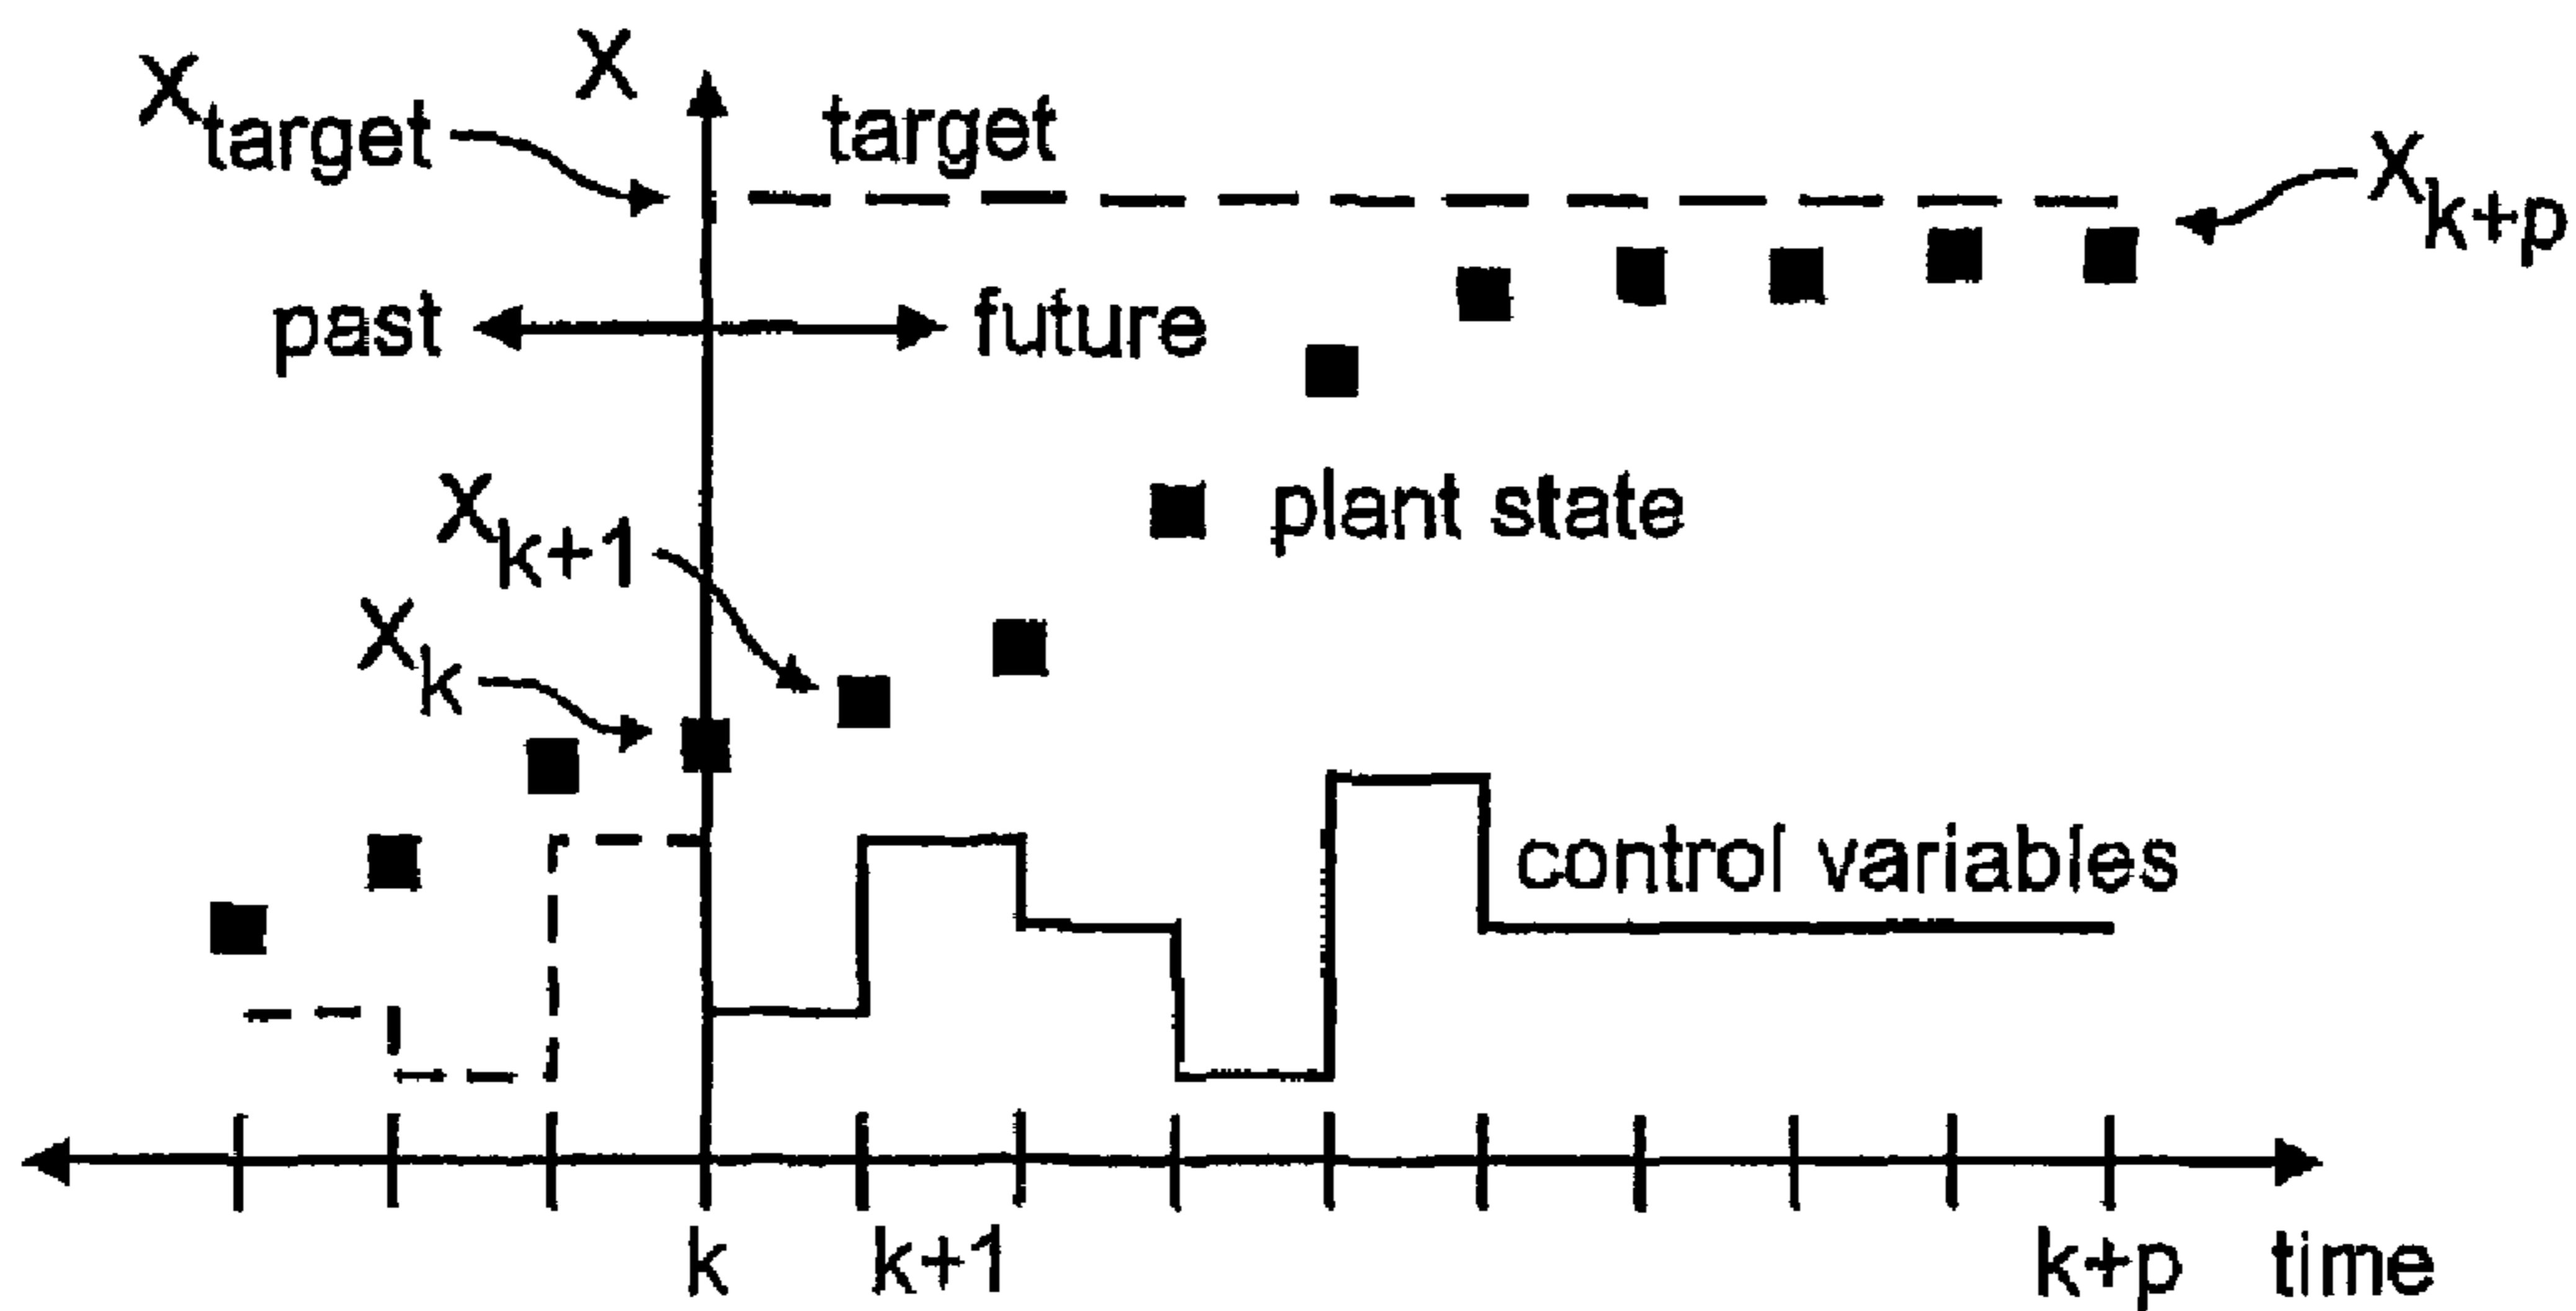 X
X_target
target
X_k+p
past
future
X_k+1
plant state
X_k
control variables
k
k+1
k+p
time